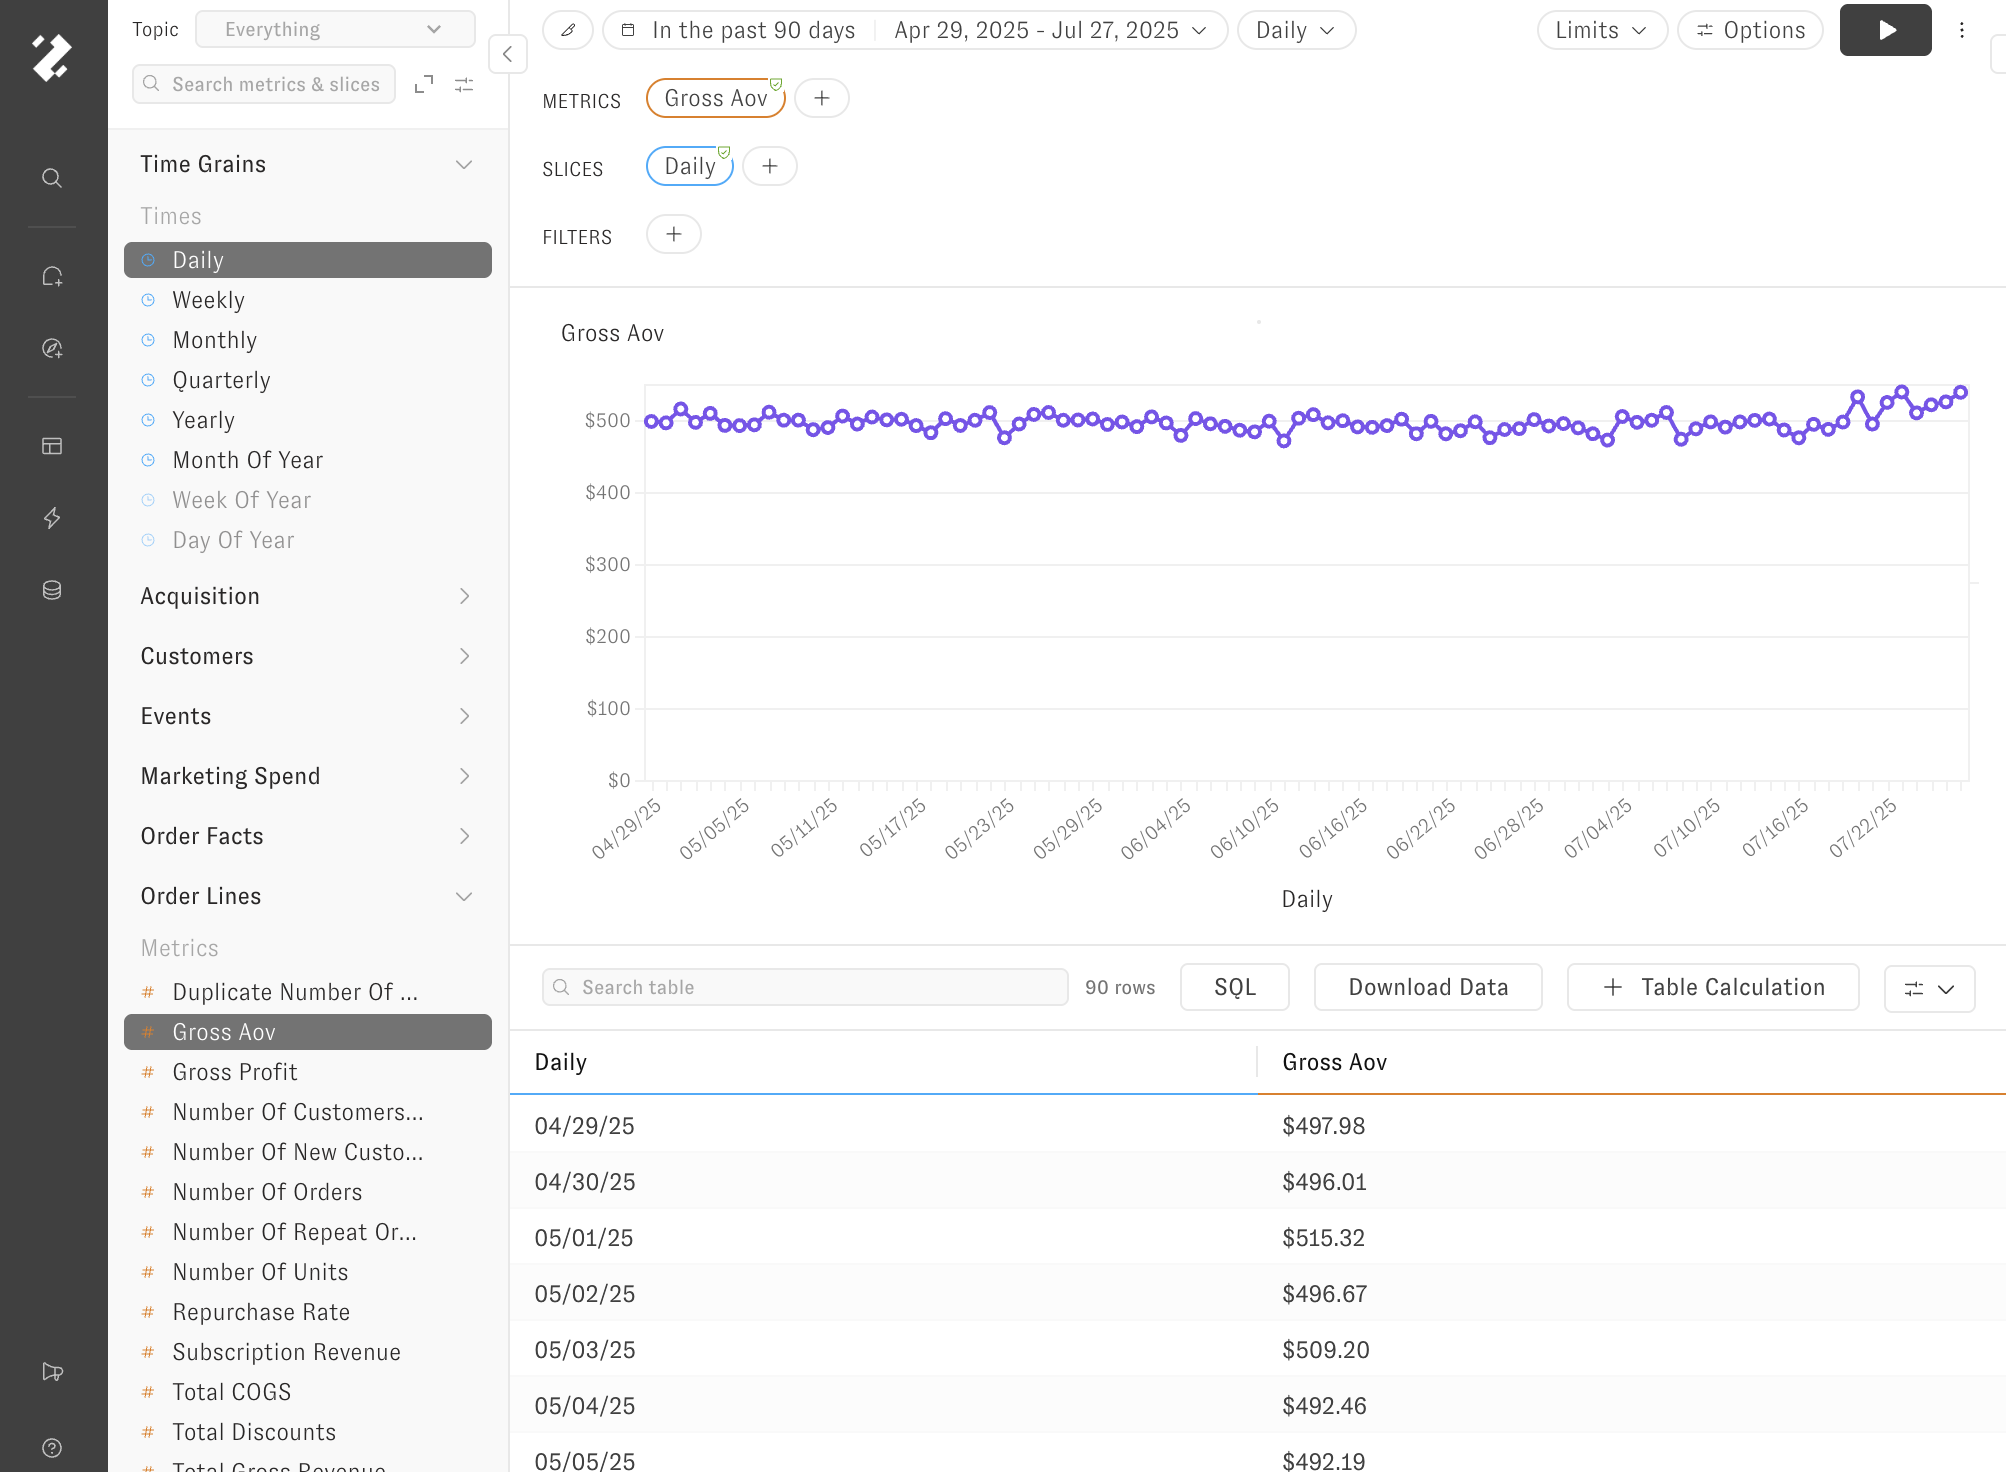 Topic
Everything
Search metrics & slices
Time Grains
Times
Daily
Weekly
Monthly
Quarterly
Yearly
Month Of Year
Week Of Year
Day Of Year
Acquisition
Customers
Events
Marketing Spend
Order Facts
Order Lines
Metrics
# Duplicate Number Of ...
# Gross Aov
# Gross Profit
# Number Of Customers...
# Number Of New Custo...
# Number Of Orders
# Number Of Repeat Or...
# Number Of Units
# Repurchase Rate
# Subscription Revenue
# Total COGS
# Total Discounts
# Total Gross Revenue
In the past 90 days
Apr 29, 2025 - Jul 27, 2025
Daily
Limits
Options
METRICS
Gross Aov
SLICES
Daily
FILTERS
Gross Aov
$500
$400
$300
$200
$100
$0
04/29/25
05/05/25
05/11/25
05/17/25
05/23/25
05/29/25
06/04/25
06/10/25
06/16/25
06/22/25
06/28/25
07/04/25
07/10/25
07/16/25
07/22/25
Daily
Search table
90 rows
SQL
Download Data
+ Table Calculation
Daily Gross Aov
04/29/25 $497.98
04/30/25 $496.01
05/01/25 $515.32
05/02/25 $496.67
05/03/25 $509.20
05/04/25 $492.46
05/05/25 $492.19